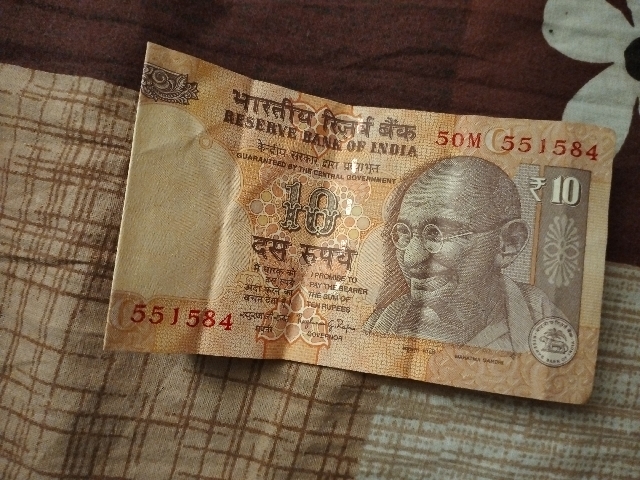 भारतीय रिज़र्व बैंक
RESERVE BANK OF INDIA
50M 551584
केन्द्रीय सरकार द्वारा प्रत्याभूत
GUARANTEED BY THE CENTRAL GOVERNMENT
₹ 10
10
दस रुपये
I PROMISE TO
PAY THE BEARER
THE SUM OF
TEN RUPEES
551584
GOVERNOR
MAHATMA GANDHI